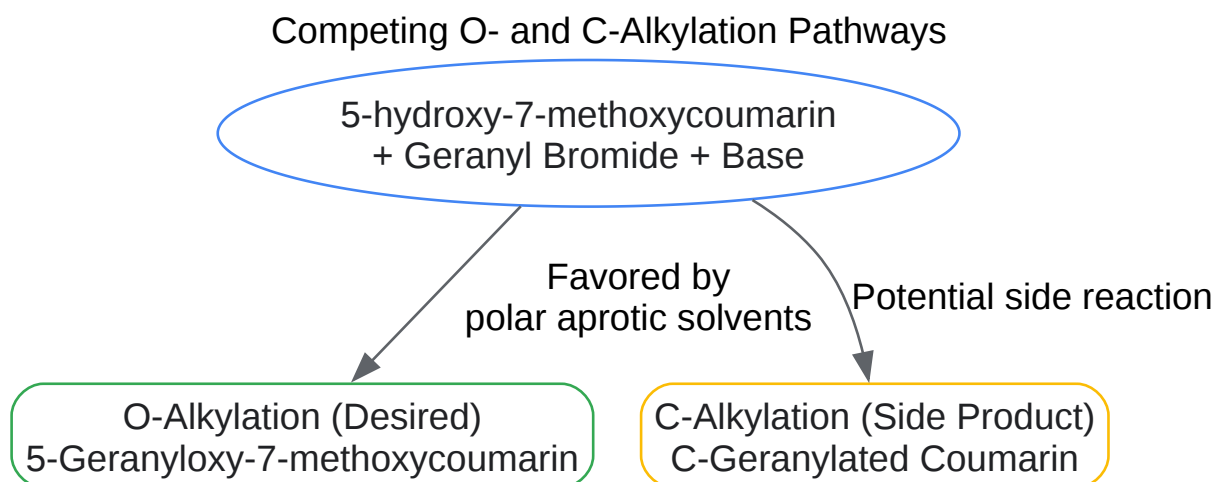 Competing O- and C-Alkylation Pathways
5-hydroxy-7-methoxycoumarin
+ Geranyl Bromide + Base
Favored by
polar aprotic solvents
Potential side reaction
O-Alkylation (Desired)
5-Geranyloxy-7-methoxycoumarin
C-Alkylation (Side Product)
C-Geranylated Coumarin